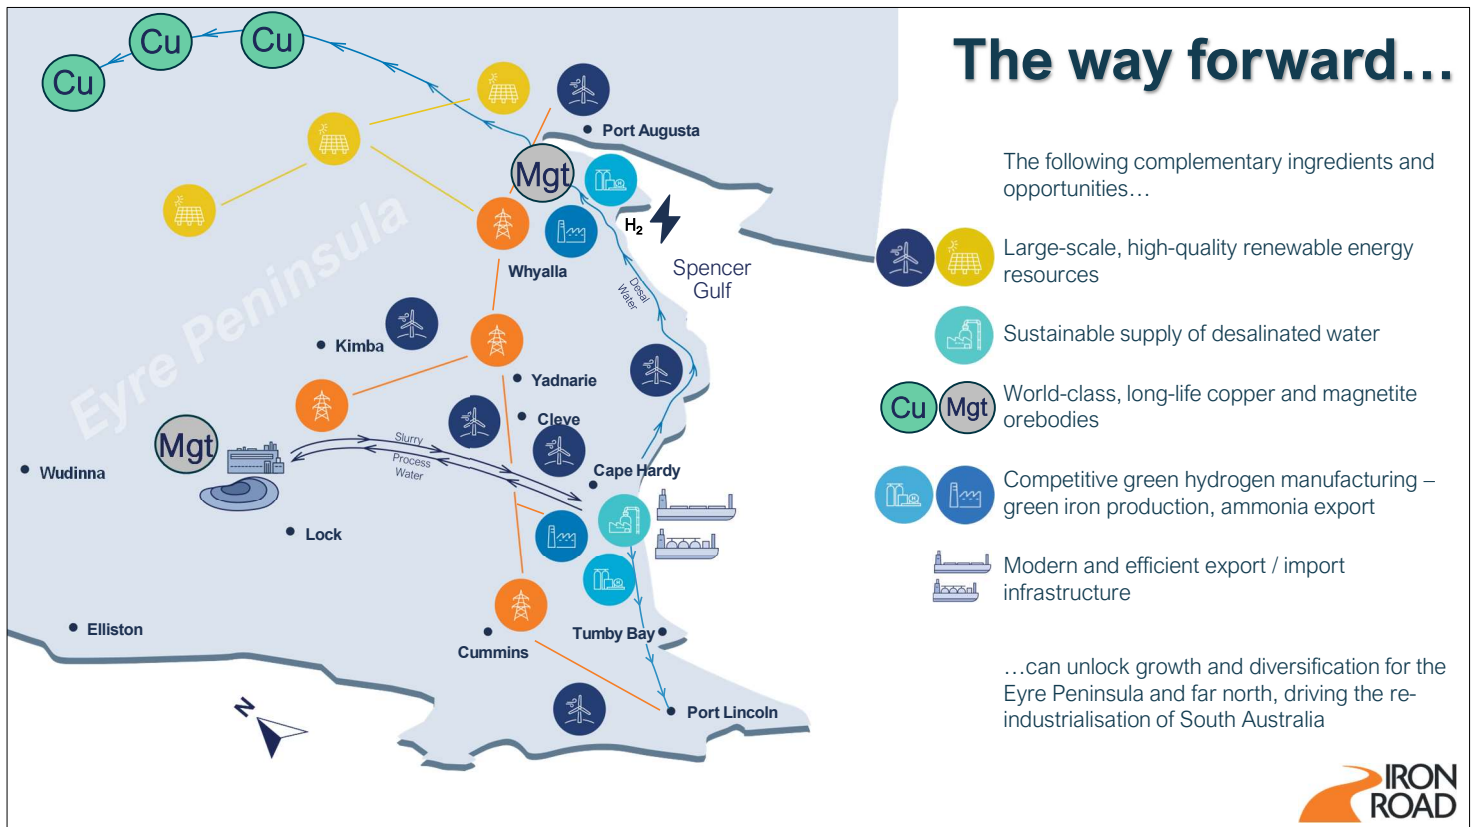 The way forward…
Cu
Cu
Cu
Port Augusta
Mgt
H₂
Spencer
Gulf
Whyalla
Desal
Water
Eyre Peninsula
Kimba
Yadnarie
Cleve
Mgt
Slurry
Process
Water
Cape Hardy
Wudinna
Lock
Elliston
Cummins
Tumby Bay
Port Lincoln
N
The following complementary ingredients and
opportunities…
Large-scale, high-quality renewable energy
resources
Sustainable supply of desalinated water
Cu Mgt
World-class, long-life copper and magnetite
orebodies
Competitive green hydrogen manufacturing –
green iron production, ammonia export
Modern and efficient export / import
infrastructure
…can unlock growth and diversification for the
Eyre Peninsula and far north, driving the re-
industrialisation of South Australia
IRON
ROAD